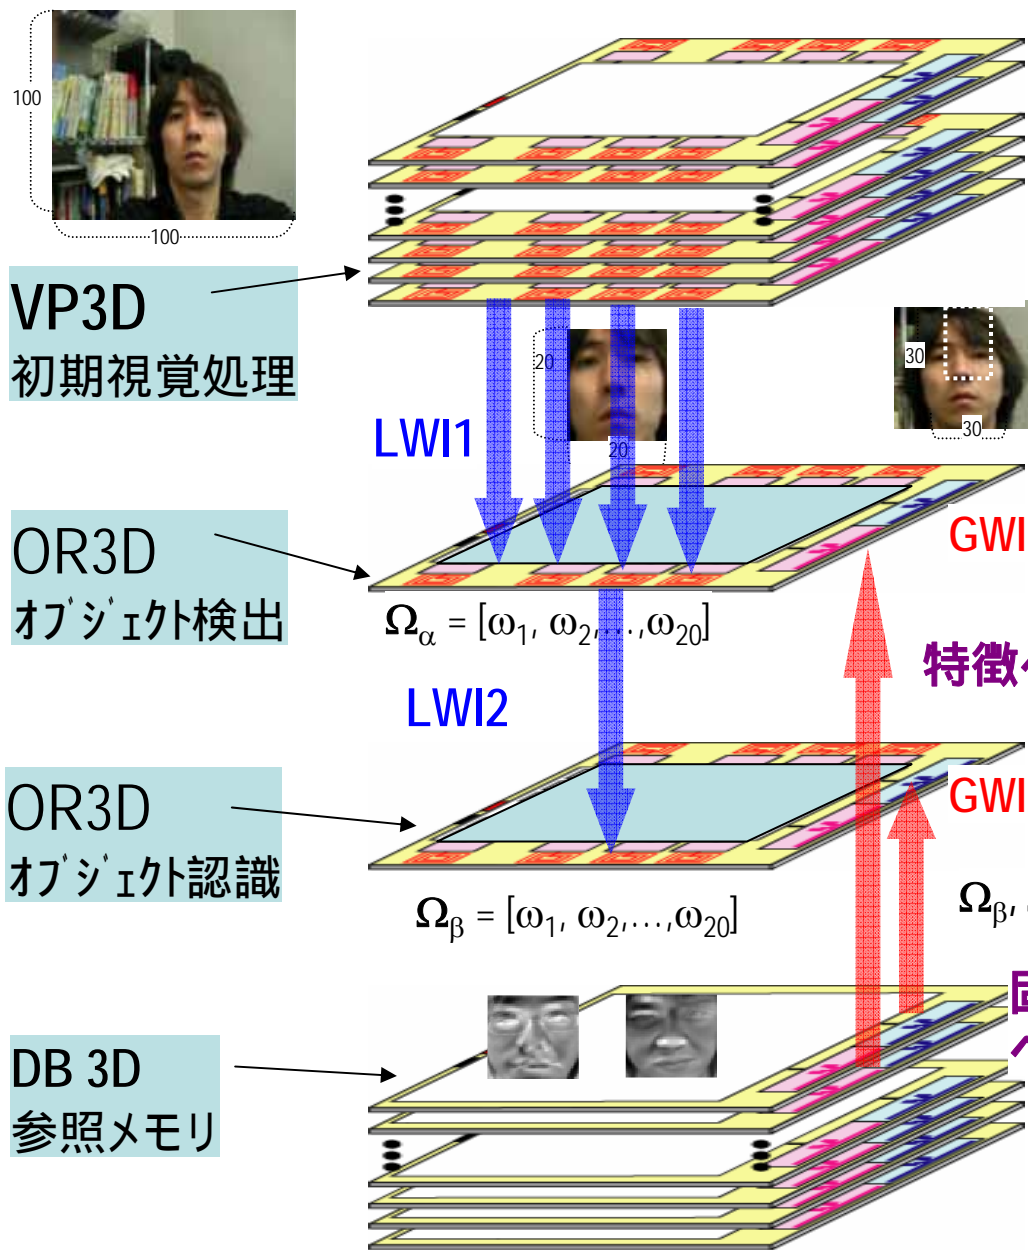 100
100
VP3D
初期視覚処理
20
20
30
30
LWI1
OR3D
オブジェクト検出
GWI
Ωα = [ω1, ω2,...,ω20]
特徴
LWI2
OR3D
オブジェクト認識
GWI
Ωβ = [ω1, ω2,...,ω20]
Ωβ,
DB 3D
参照メモリ